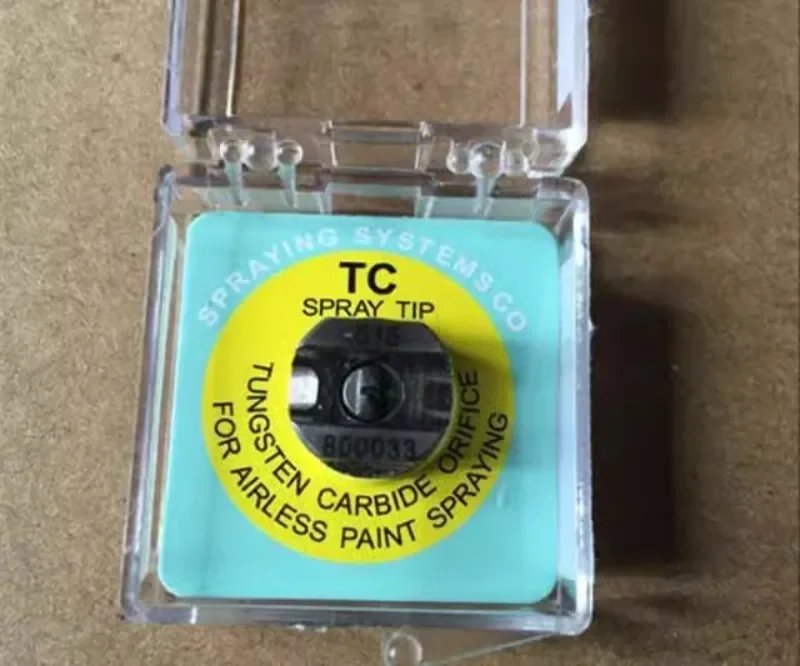 SPRAYING SYSTEMS CO
TC
SPRAY TIP
800033
TUNGSTEN CARBIDE ORIFICE
FOR AIRLESS PAINT SPRAYING